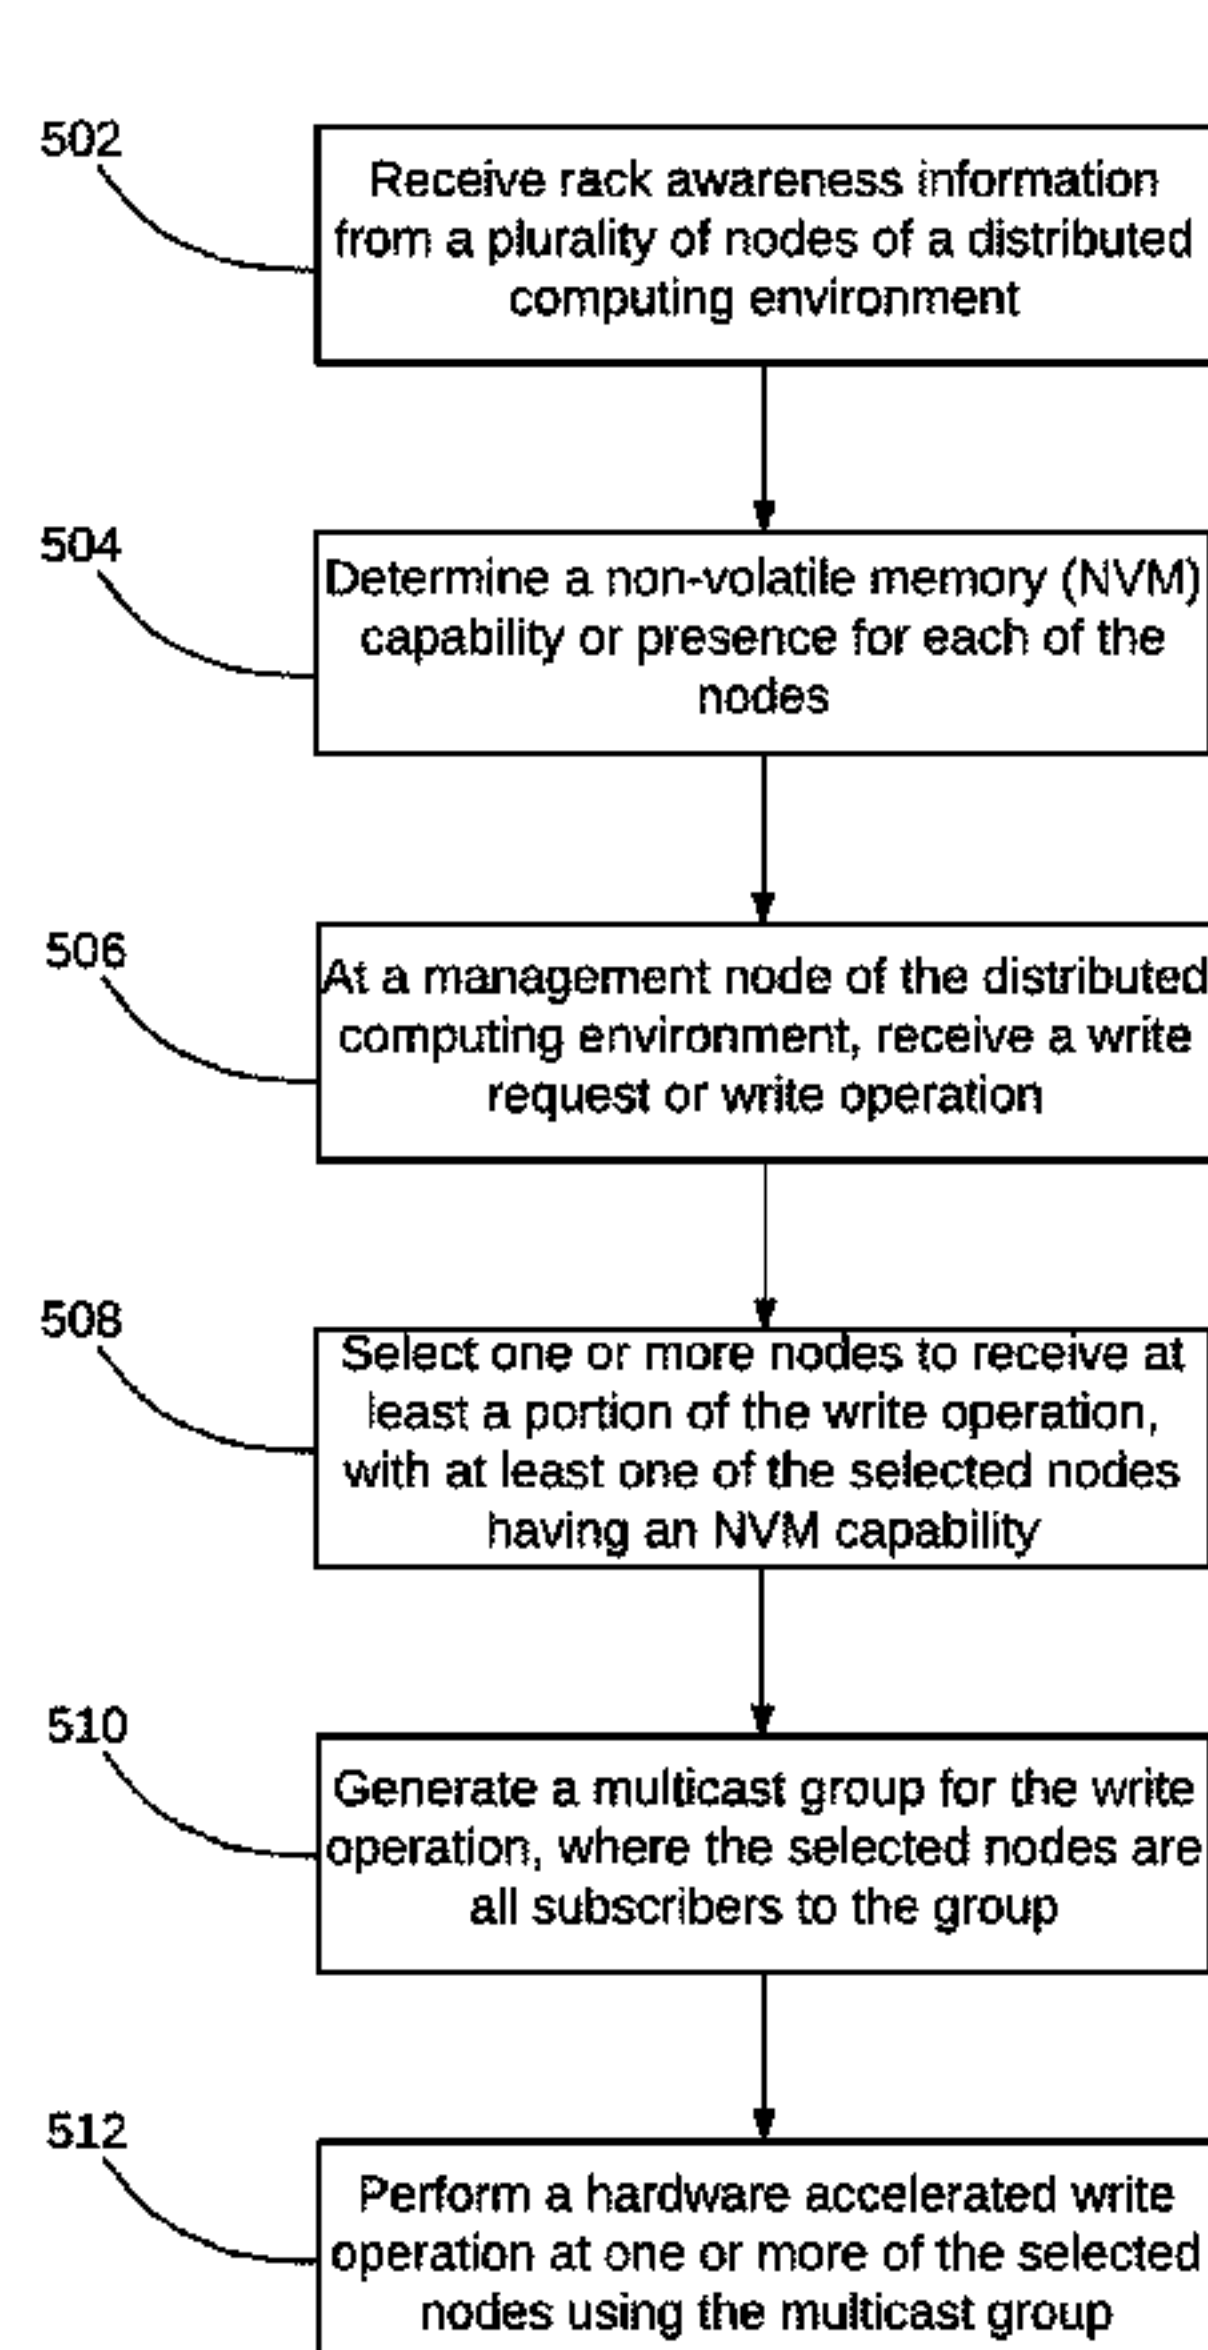 502
Receive rack awareness information
from a plurality of nodes of a distributed
computing environment
504
Determine a non-volatile memory (NVM)
capability or presence for each of the
nodes
506
At a management node of the distributed
computing environment, receive a write
request or write operation
508
Select one or more nodes to receive at
least a portion of the write operation,
with at least one of the selected nodes
having an NVM capability
510
Generate a multicast group for the write
operation, where the selected nodes are
all subscribers to the group
512
Perform a hardware accelerated write
operation at one or more of the selected
nodes using the multicast group